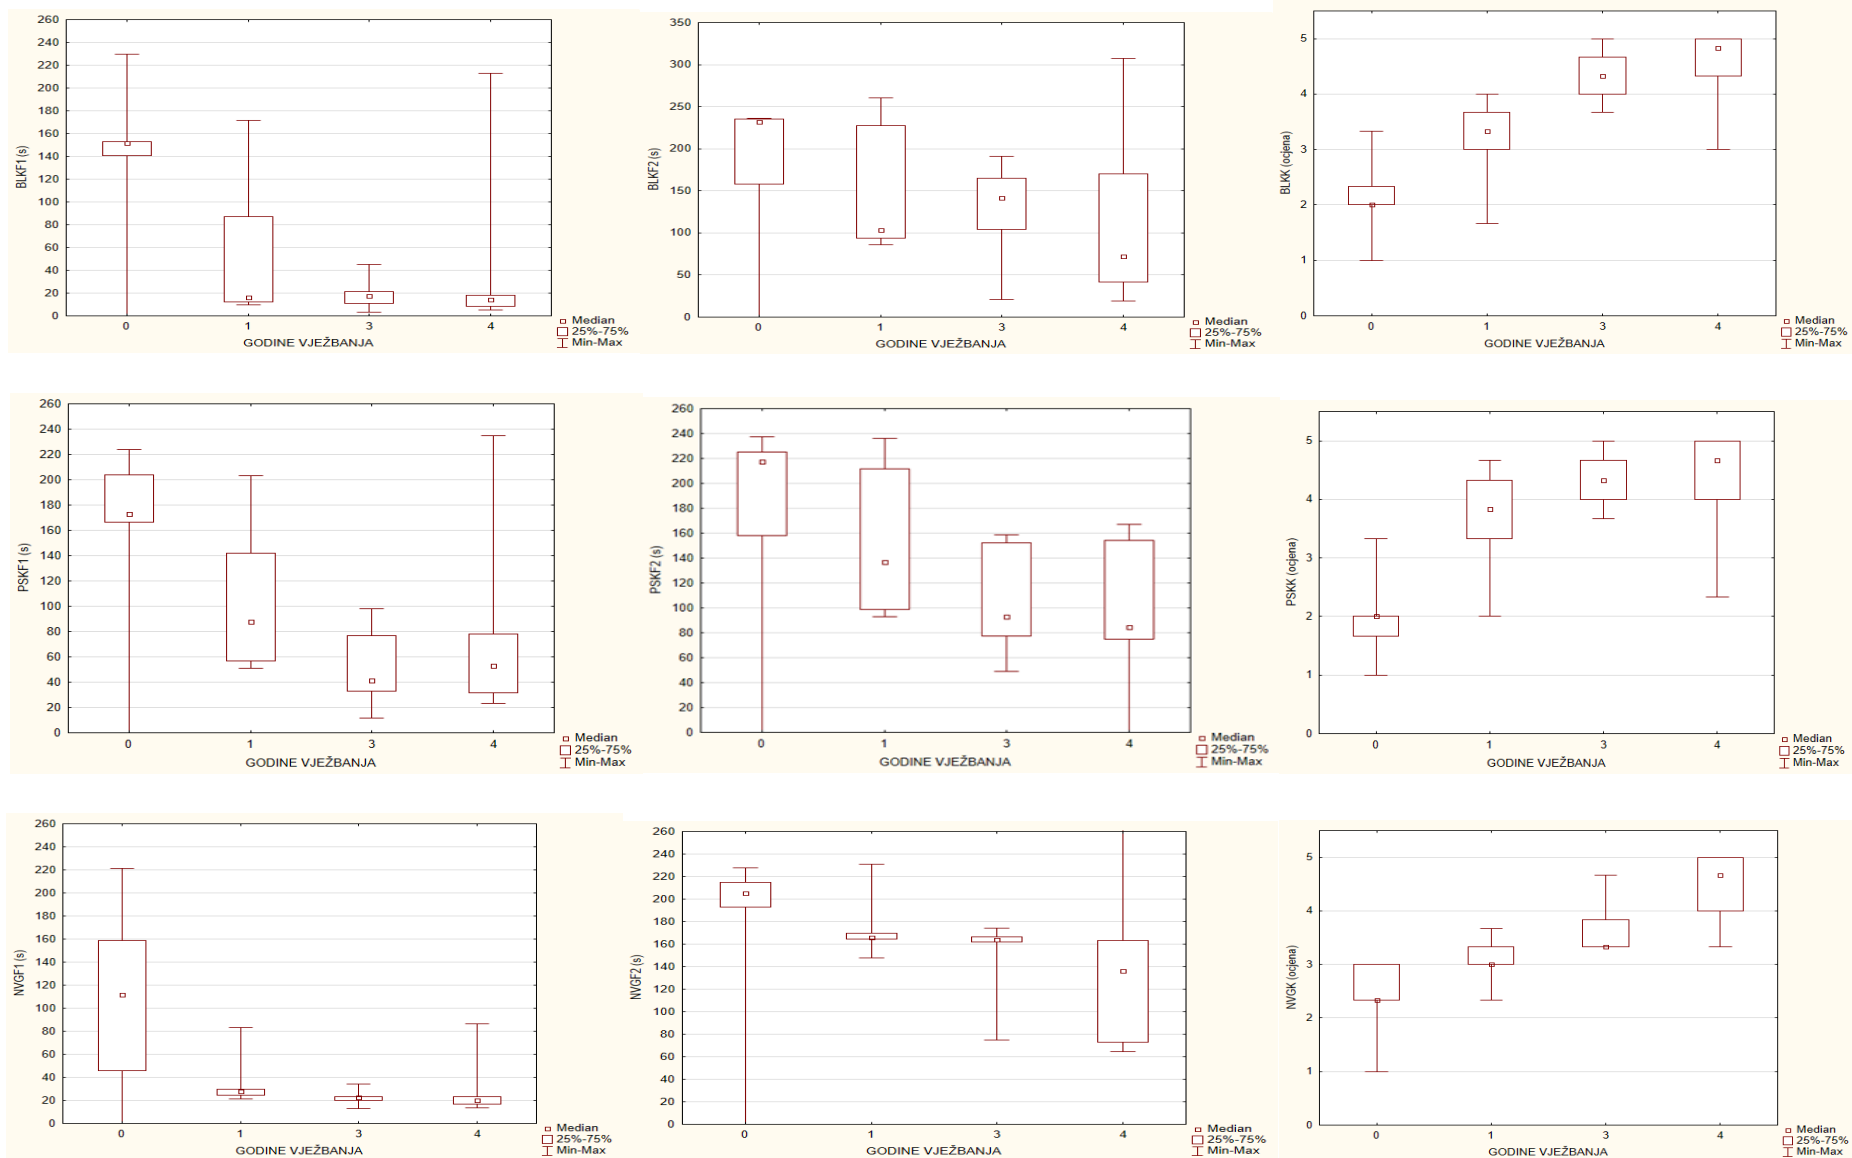 260
240
220
200
180
160
140
120
100
80
60
40
20
0
BLKF1 (s)
0 1 3 4
GODINE VJEŽBANJA
Median
25%-75%
Min-Max
350
300
250
200
150
100
50
0
BLKF2 (s)
0 1 3 4
GODINE VJEŽBANJA
Median
25%-75%
Min-Max
5
4
3
2
1
0
BLKK (ocjena)
0 1 3 4
GODINE VJEŽBANJA
Median
25%-75%
Min-Max
260
240
220
200
180
160
140
120
100
80
60
40
20
0
PSKF1 (s)
0 1 3 4
GODINE VJEŽBANJA
Median
25%-75%
Min-Max
260
240
220
200
180
160
140
120
100
80
60
40
20
0
PSKF2 (s)
0 1 3 4
GODINE VJEŽBANJA
Median
25%-75%
Min-Max
5
4
3
2
1
0
PSKK (ocjena)
0 1 3 4
GODINE VJEŽBANJA
Median
25%-75%
Min-Max
260
240
220
200
180
160
140
120
100
80
60
40
20
0
NVGF1 (s)
0 1 3 4
GODINE VJEŽBANJA
Median
25%-75%
Min-Max
260
240
220
200
180
160
140
120
100
80
60
40
20
0
NVGF2 (s)
0 1 3 4
GODINE VJEŽBANJA
Median
25%-75%
Min-Max
5
4
3
2
1
0
NVGK (ocjena)
0 1 3 4
GODINE VJEŽBANJA
Median
25%-75%
Min-Max